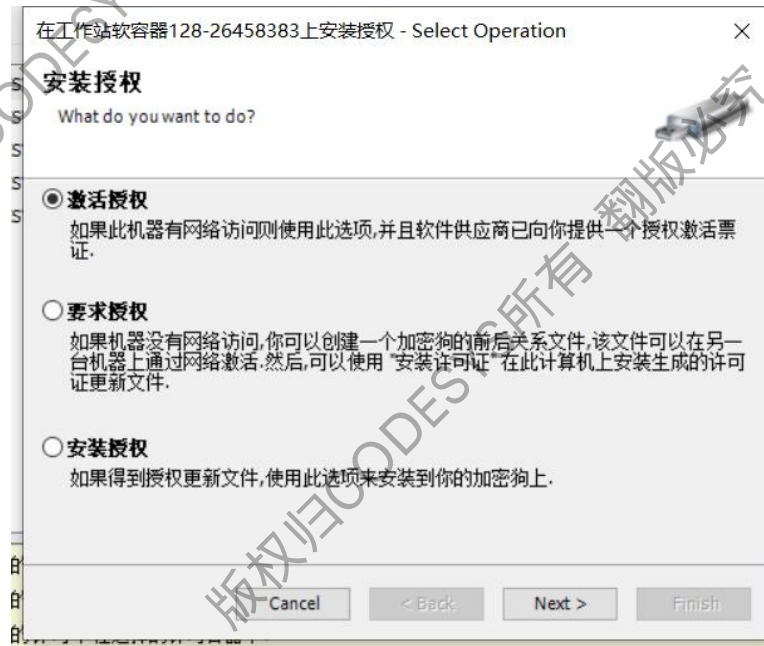 在工作站软容器128-26458383上安装授权 - Select Operation
安装授权
What do you want to do?
激活授权
如果此机器有网络访问则使用此选项,并且软件供应商已向你提供一个授权激活票
证.
要求授权
如果机器没有网络访问,你可以创建一个加密狗的前后关系文件,该文件可以在另一
台机器上通过网络激活.然后,可以使用 "安装许可证" 在此计算机上安装生成的许可
证更新文件.
安装授权
如果得到授权更新文件,使用此选项来安装到你的加密狗上.
Cancel
< Back
Next >
Finish
版权归CODESYS所有 翻版必究